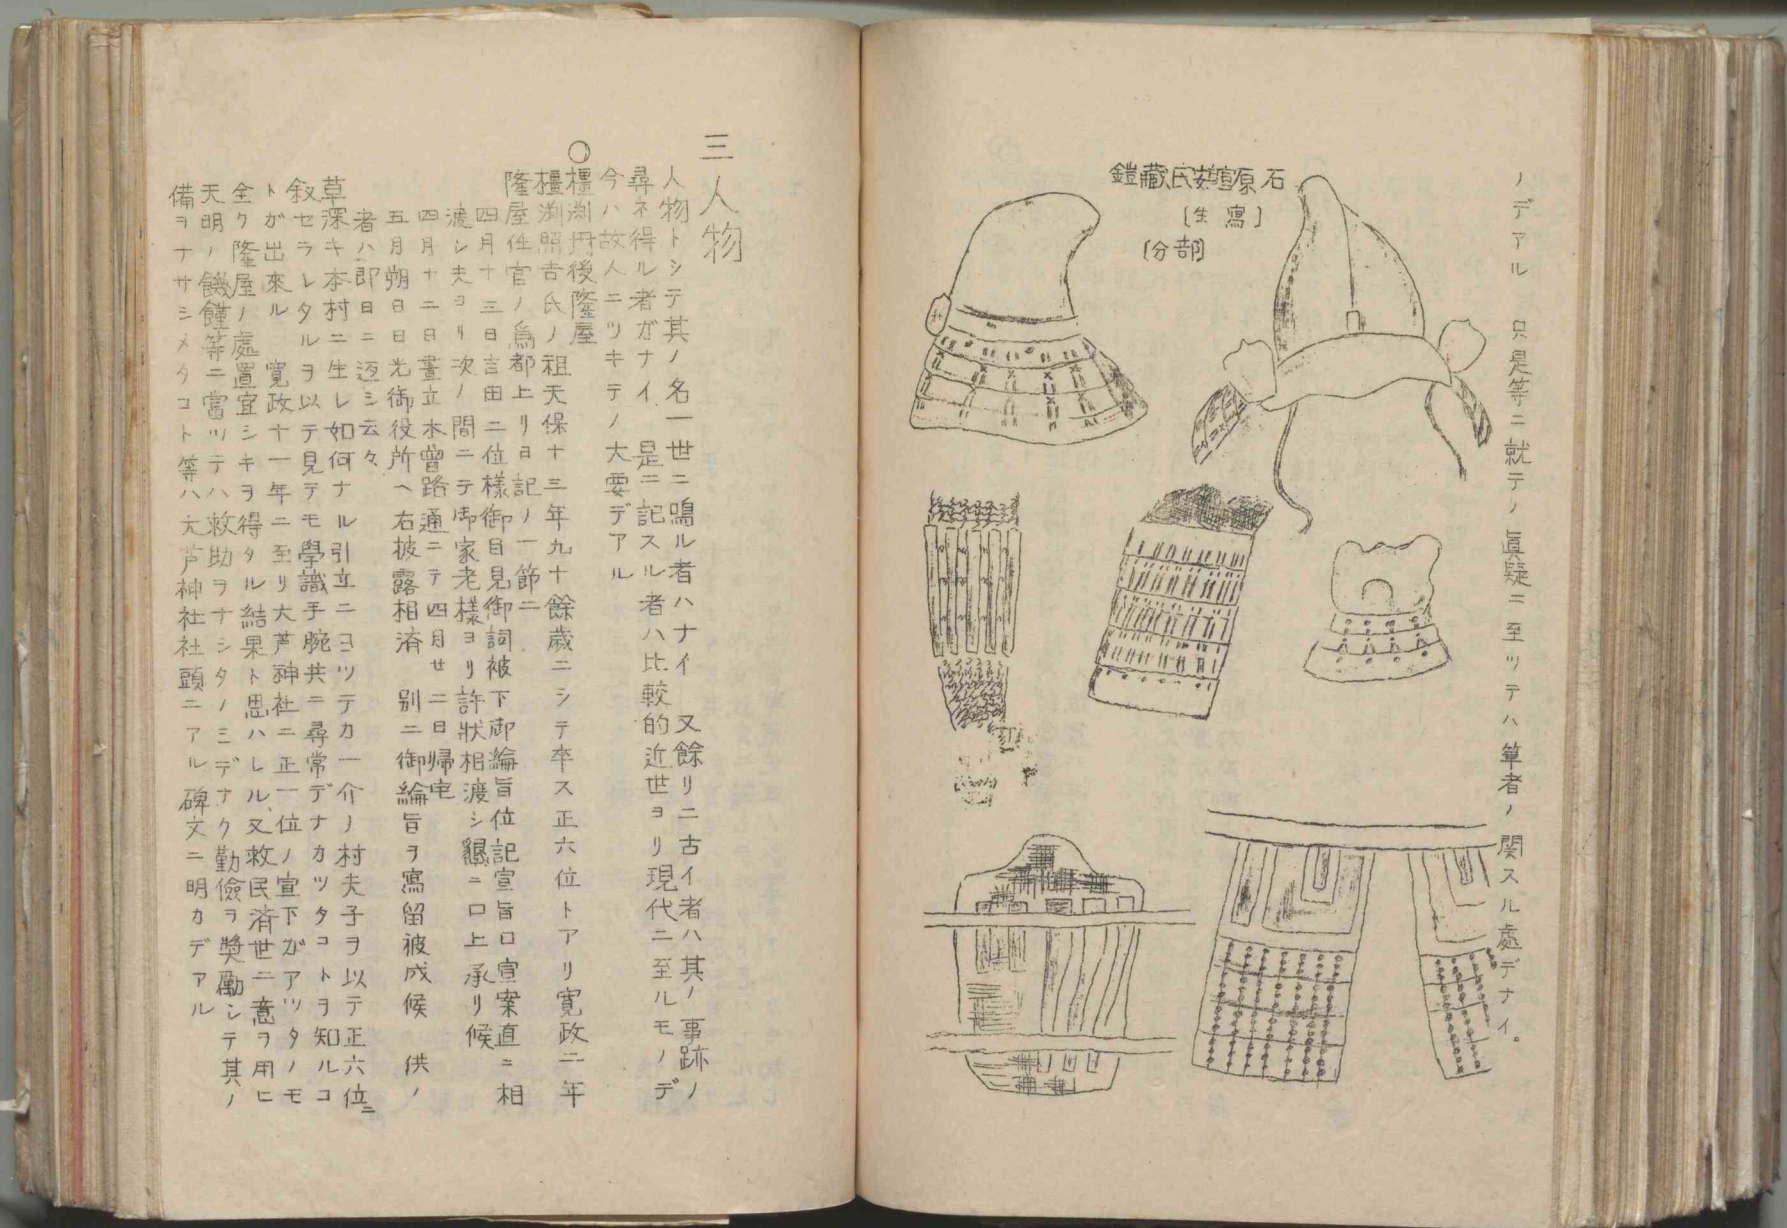 ノデアル 只是等ニ就テノ眞疑ニ至ツテハ筆者ノ関スル處デナイ。
石原宣安氏藏鎧
〔寫生〕
〔部分〕
三 人物
人物トシテ其ノ名一世ニ鳴ル者ハナイ 又餘リニ古イ者ハ其ノ事跡ノ
尋ネ得ル者ガナイ、是ニ記スル者ハ比較的近世ヨリ現代ニ至ルモノデ
今ハ故人ニツキテノ大要デアル
○橿渕丹後隆屋
橿渕照吉氏ノ祖天保十三年九十餘歳ニシテ卒ス正六位トアリ寛政二年
隆屋任官ノ爲都上リヨ記ノ一節ニ
四月十三日吉田二位様御目見御詞被下御綸旨位記宣旨口宣案直ニ相
渡シ夫ヨリ次ノ間ニテ御家老様ヨリ許狀相渡シ懇ニ口上承リ候
四月十二日晝立木曽路通ニテ四月廿二日帰宅
五月朔日日光御役所ヘ右披露相済 別ニ御綸旨ヲ寫留被成候 供ノ
者ハ即日ニ返シ云々
草深キ本村ニ生レ如何ナル引立ニヨツテカ一介ノ村夫子ヲ以テ正六位ニ
叙セラレタルヲ以テ見テモ學識手腕共ニ尋常デナカツタコトヲ知ルコ
トが出來ル 寛政十一年ニ至リ大芦神社ニ正一位ノ宣下がアツタノモ
全ク隆屋ノ處置宜シキヲ得タル結果ト思ハレル、又救民済世ニ意ヲ用ヒ
天明ノ饑饉等ニ當ツテハ救助ヲナシタノミデナク勤儉ヲ奬勵シテ其ノ
備ヲナサシメタコト等ハ大芦神社社頭ニアル碑文ニ明カデアル